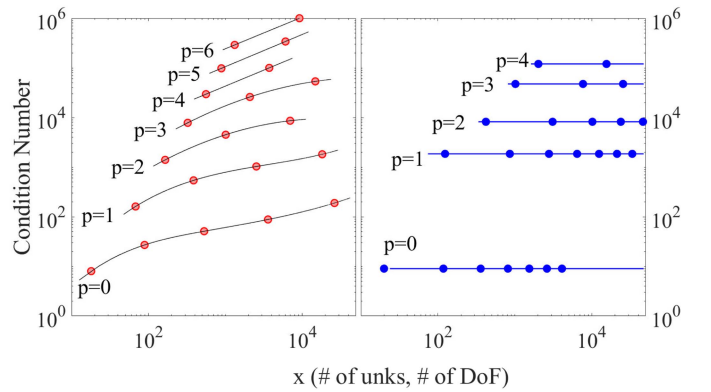 10^6
10^4
10^2
10^0
Condition Number
p=6
p=5
p=4
p=3
p=2
p=1
p=0
10^2
10^4
p=4
p=3
p=2
p=1
p=0
10^2
10^4
10^6
10^4
10^2
10^0
x (# of unks, # of DoF)